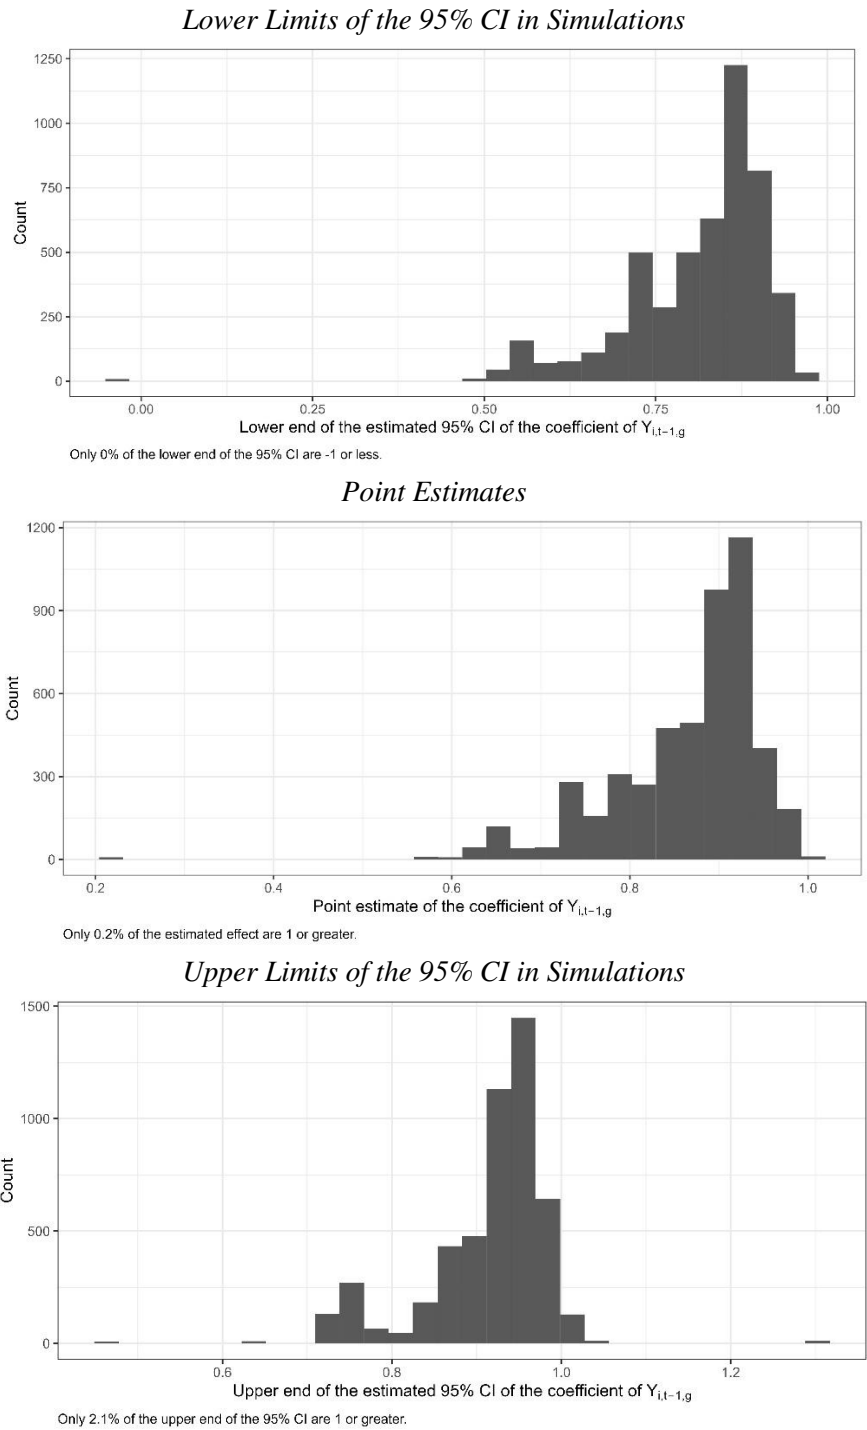 Lower Limits of the 95% CI in Simulations
1250
1000
750
500
250
0
Count
0.00 0.25 0.50 0.75 1.00
Lower end of the estimated 95% CI of the coefficient of Yi,t−1,g
Only 0% of the lower end of the 95% CI are -1 or less.
Point Estimates
1200
900
600
300
0
Count
0.2 0.4 0.6 0.8 1.0
Point estimate of the coefficient of Yi,t−1,g
Only 0.2% of the estimated effect are 1 or greater.
Upper Limits of the 95% CI in Simulations
1500
1000
500
0
Count
0.6 0.8 1.0 1.2
Upper end of the estimated 95% CI of the coefficient of Yi,t−1,g
Only 2.1% of the upper end of the 95% CI are 1 or greater.